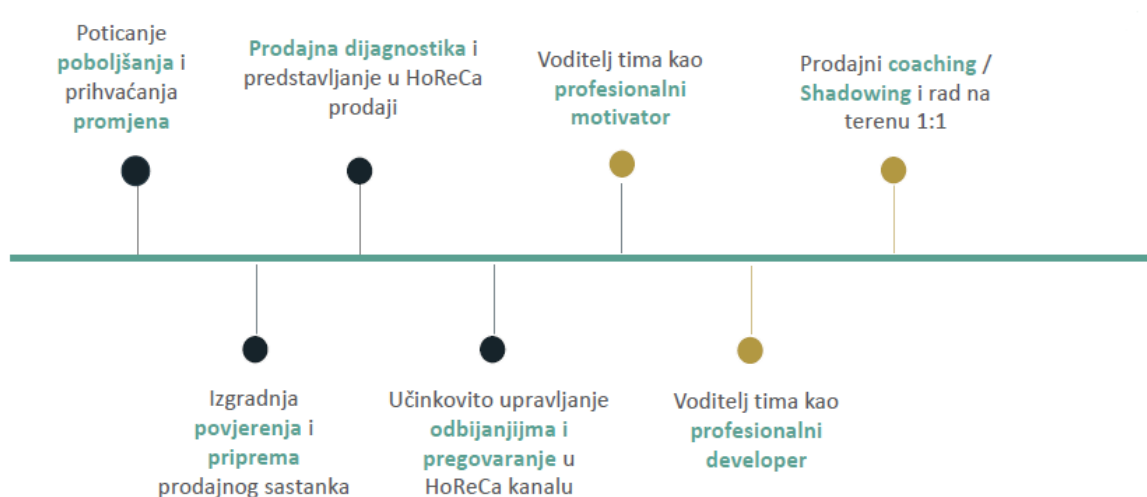 Poticanje
poboljšanja i
prihvaćanja
promjena
Prodajna dijagnostika i
predstavljanje u HoReCa
prodaji
Voditelj tima kao
profesionalni
motivator
Prodajni coaching /
Shadowing i rad na
terenu 1:1
Izgradnja
povjerenja i
priprema
prodajnog sastanka
Učinkovito upravljanje
odbijanjijma i
pregovaranje u
HoReCa kanalu
Voditelj tima kao
profesionalni
developer